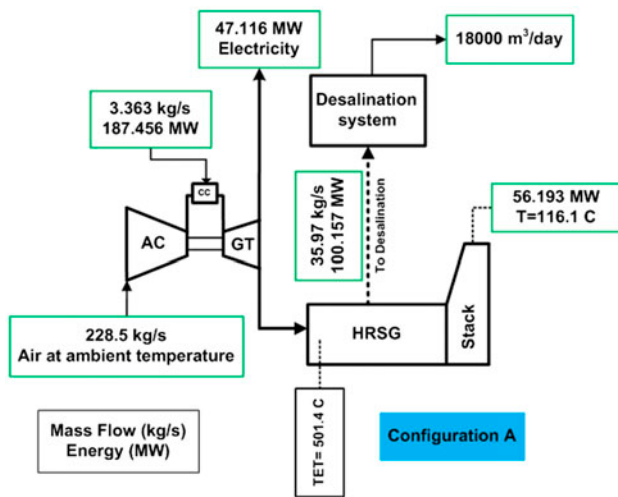 47.116 MW
Electricity
18000 m³/day
3.363 kg/s
187.456 MW
Desalination
system
35.97 kg/s
100.157 MW
To Desalination
56.193 MW
T=116.1 C
CC
AC
GT
HRSG
Stack
228.5 kg/s
Air at ambient temperature
TET= 501.4 C
Mass Flow (kg/s)
Energy (MW)
Configuration A